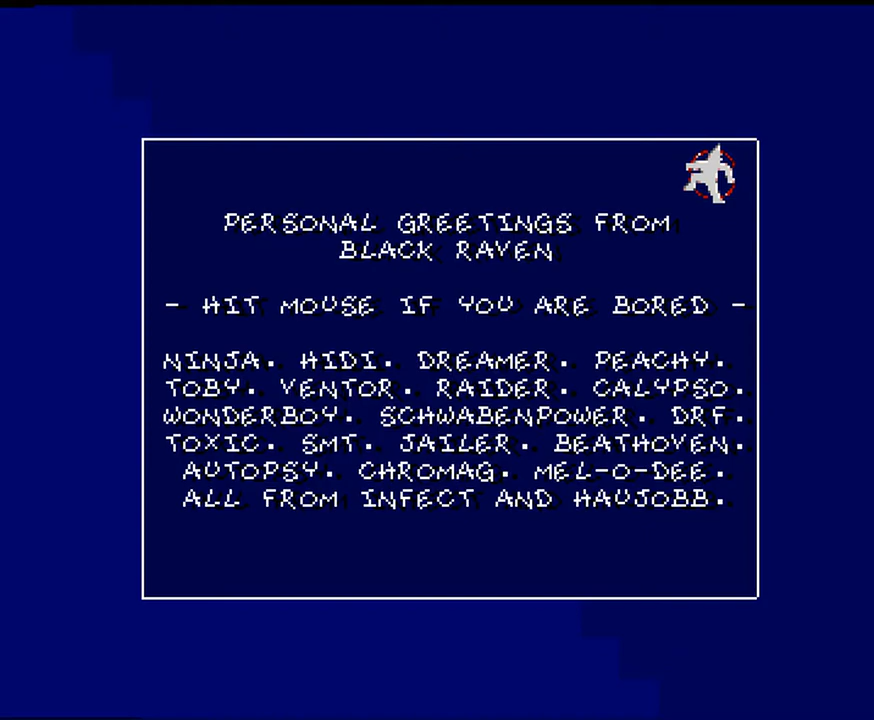 PERSONAL GREETINGS FROM
BLACK RAVEN
- HIT MOUSE IF YOU ARE BORED -
NINJA. HIDI. DREAMER. PEACHY.
TOBY. VENTOR. RAIDER. CALYPSO.
WONDERBOY. SCHWABENPOWER. DRF.
TOXIC. SMT. JAILER. BEATHOVEN.
AUTOPSY. CHROMAG. MEL-O-DEE.
ALL FROM INFECT AND HAUJOBB.